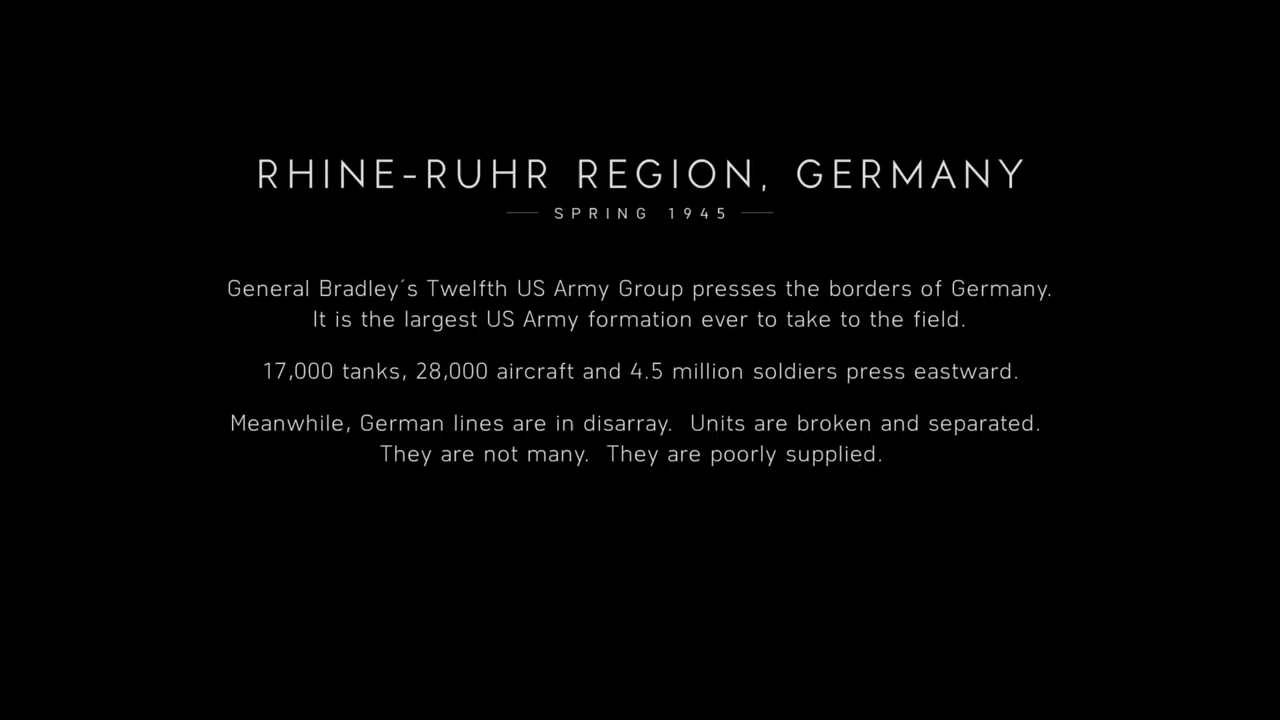 RHINE-RUHR REGION, GERMANY
SPRING 1945
General Bradley´s Twelfth US Army Group presses the borders of Germany.
It is the largest US Army formation ever to take to the field.
17,000 tanks, 28,000 aircraft and 4.5 million soldiers press eastward.
Meanwhile, German lines are in disarray.  Units are broken and separated.
They are not many.  They are poorly supplied.